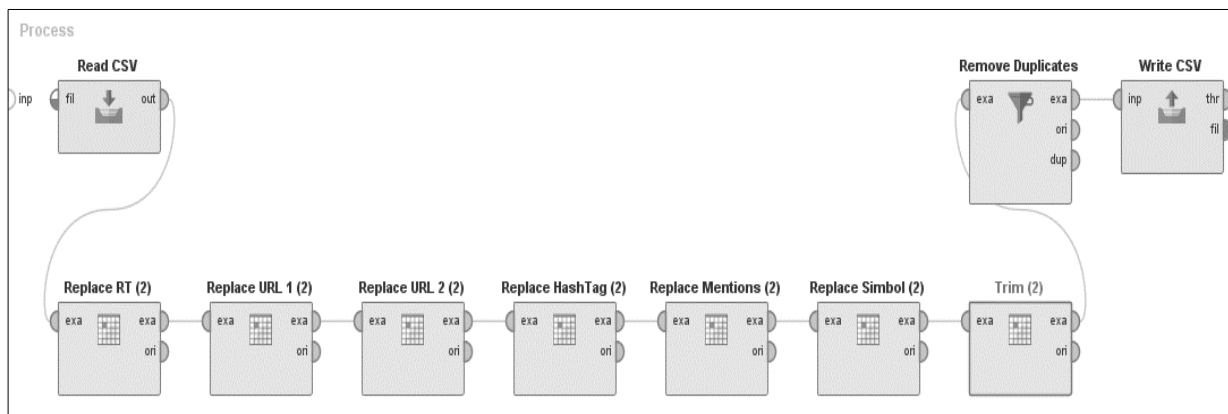 Process
Read CSV
Remove Duplicates
Write CSV
inp
fil
out
exa
exa
inp
thr
ori
fil
dup
Replace RT (2)
Replace URL 1 (2)
Replace URL 2 (2)
Replace HashTag (2)
Replace Mentions (2)
Replace Simbol (2)
Trim (2)
exa
exa
exa
exa
exa
exa
exa
exa
exa
exa
exa
exa
exa
exa
ori
ori
ori
ori
ori
ori
ori